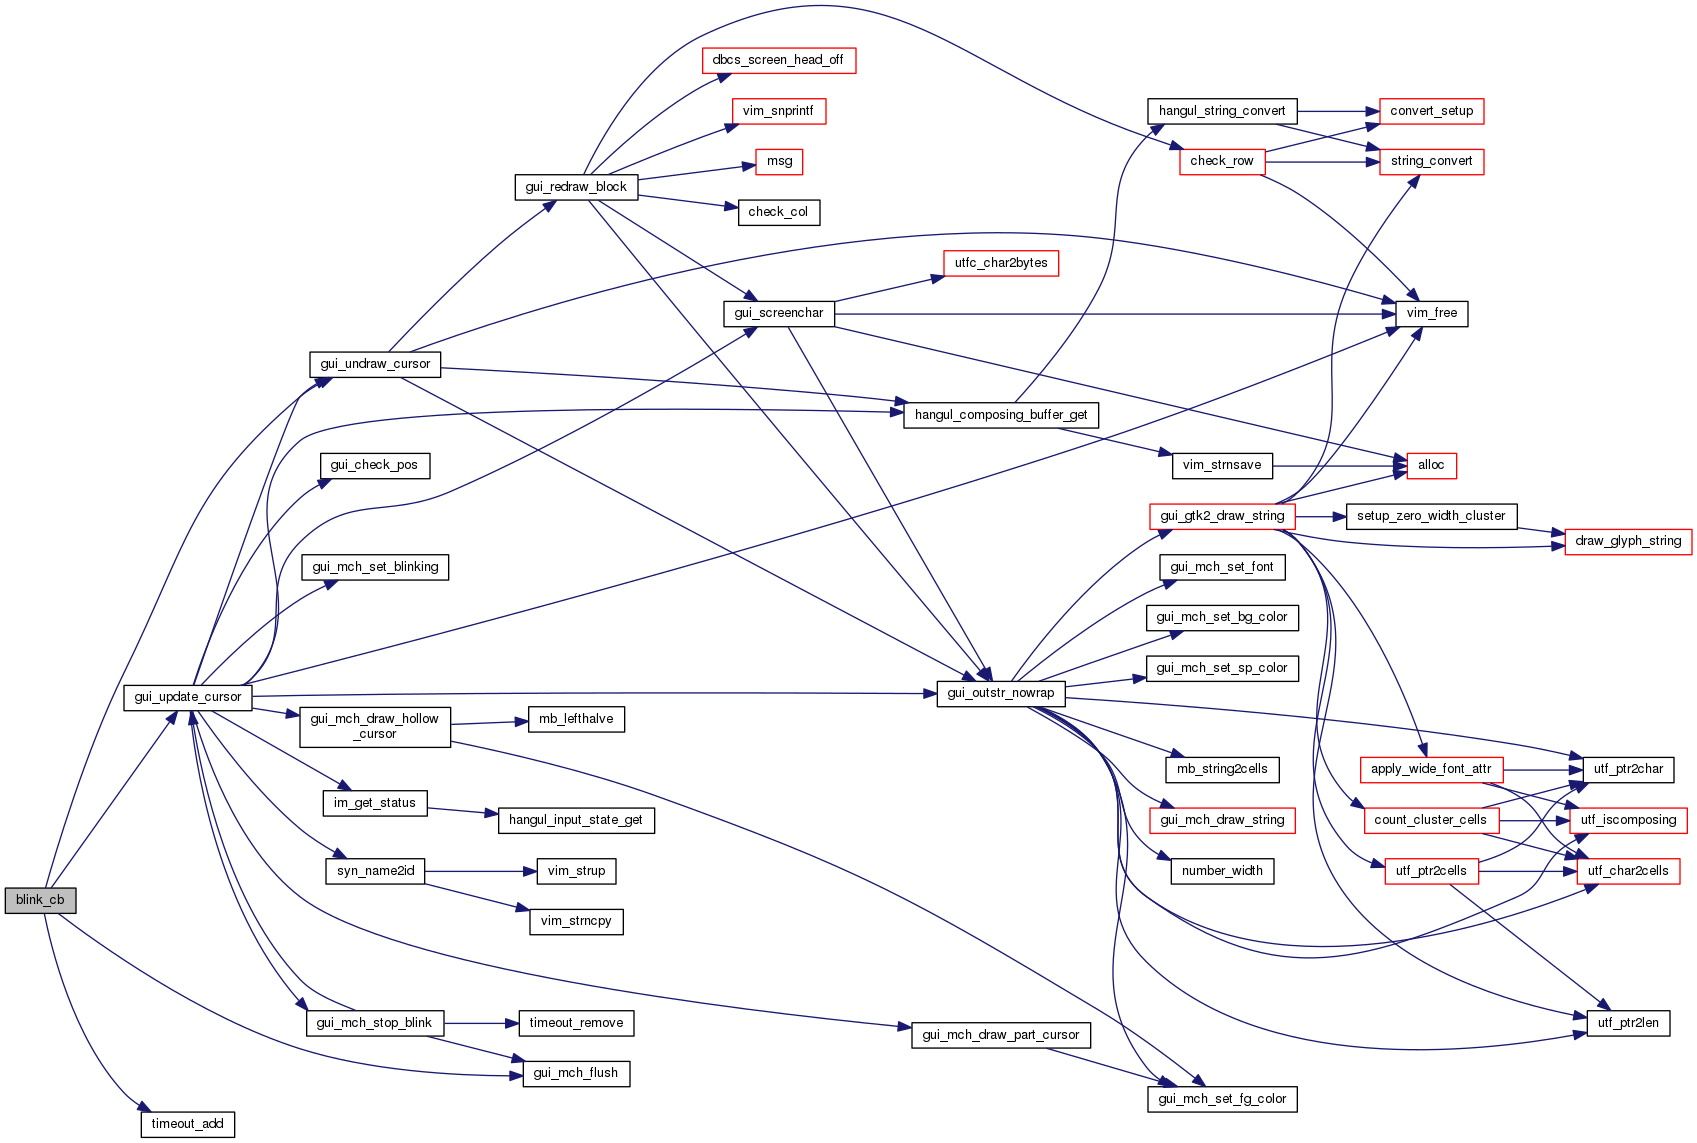 dbcs_screen_head_off
vim_snprintf
hangul_string_convert
convert_setup
msg
check_row
string_convert
gui_redraw_block
check_col
utfc_char2bytes
gui_screenchar
vim_free
gui_undraw_cursor
hangul_composing_buffer_get
gui_check_pos
vim_strnsave
alloc
gui_gtk2_draw_string
setup_zero_width_cluster
draw_glyph_string
gui_mch_set_blinking
gui_mch_set_font
gui_mch_set_bg_color
gui_mch_set_sp_color
gui_update_cursor
gui_outstr_nowrap
gui_mch_draw_hollow
_cursor
mb_lefthalve
mb_string2cells
apply_wide_font_attr
utf_ptr2char
im_get_status
hangul_input_state_get
gui_mch_draw_string
count_cluster_cells
utf_iscomposing
syn_name2id
vim_strup
number_width
utf_ptr2cells
utf_char2cells
blink_cb
vim_strncpy
gui_mch_stop_blink
timeout_remove
gui_mch_draw_part_cursor
utf_ptr2len
gui_mch_flush
gui_mch_set_fg_color
timeout_add